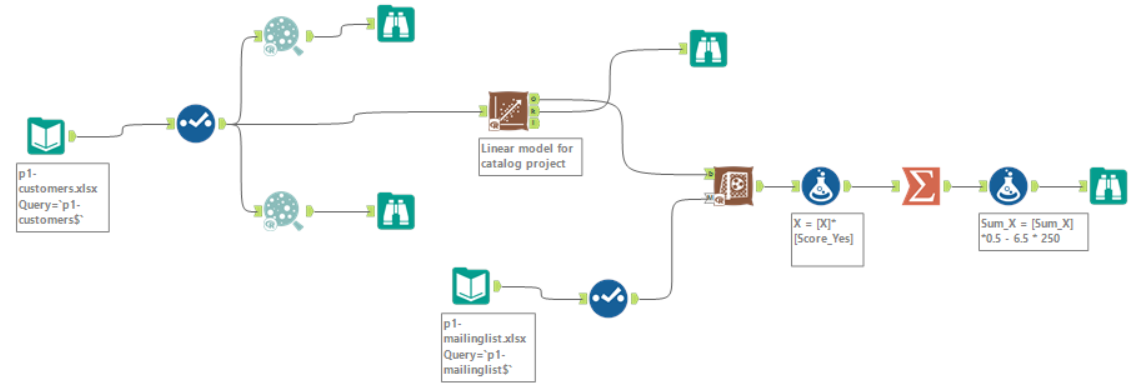 p1-
customers.xlsx
Query=`p1-
customers$`
Linear model for
catalog project
O
R
I
D
M
X = [X]*
[Score_Yes]
Sum_X = [Sum_X]
*0.5 - 6.5 * 250
p1-
mailinglist.xlsx
Query=`p1-
mailinglist$`